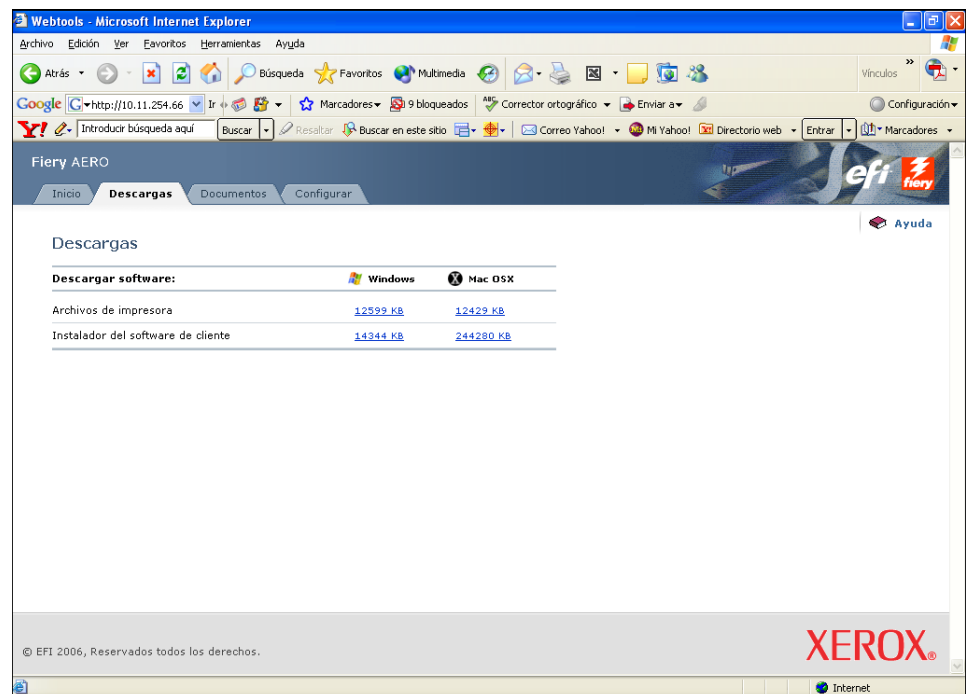 Webtools - Microsoft Internet Explorer
Archivo Edición Ver Favoritos Herramientas Ayuda
Atrás Búsqueda Favoritos Multimedia Vínculos »
Google G http://10.11.254.66 Ir Marcadores 9 bloqueados ABC Corrector ortográfico Enviar a Configuración
Y! Introducir búsqueda aquí Buscar Resaltar Buscar en este sitio Correo Yahoo! Mi Yahoo! Directorio web Entrar Marcadores
Fiery AERO
efi fiery
Inicio Descargas Documentos Configurar
Ayuda
Descargas
Descargar software: Windows Mac OSX
Archivos de impresora 12599 KB 12429 KB
Instalador del software de cliente 14344 KB 244280 KB
© EFI 2006, Reservados todos los derechos.
XEROX®
Internet